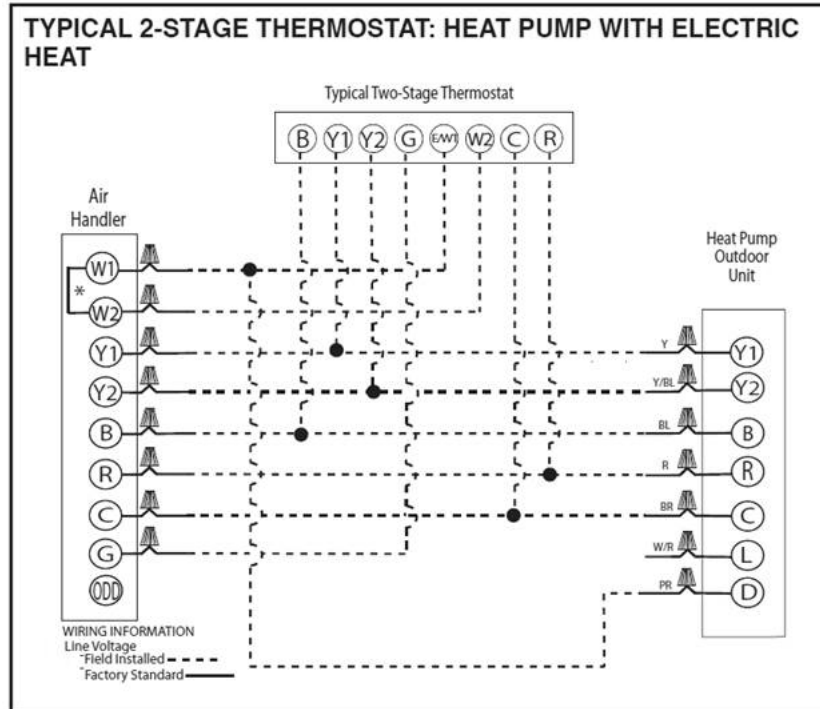 TYPICAL 2-STAGE THERMOSTAT: HEAT PUMP WITH ELECTRIC
HEAT
Typical Two-Stage Thermostat
B Y1 Y2 G E/W1 W2 C R
Air
Handler
W1
*
W2
Y1
Y2
B
R
C
G
ODD
Heat Pump
Outdoor
Unit
Y Y1
Y/BL Y2
BL B
R R
BR C
W/R L
PR D
WIRING INFORMATION
Line Voltage
-Field Installed
-Factory Standard